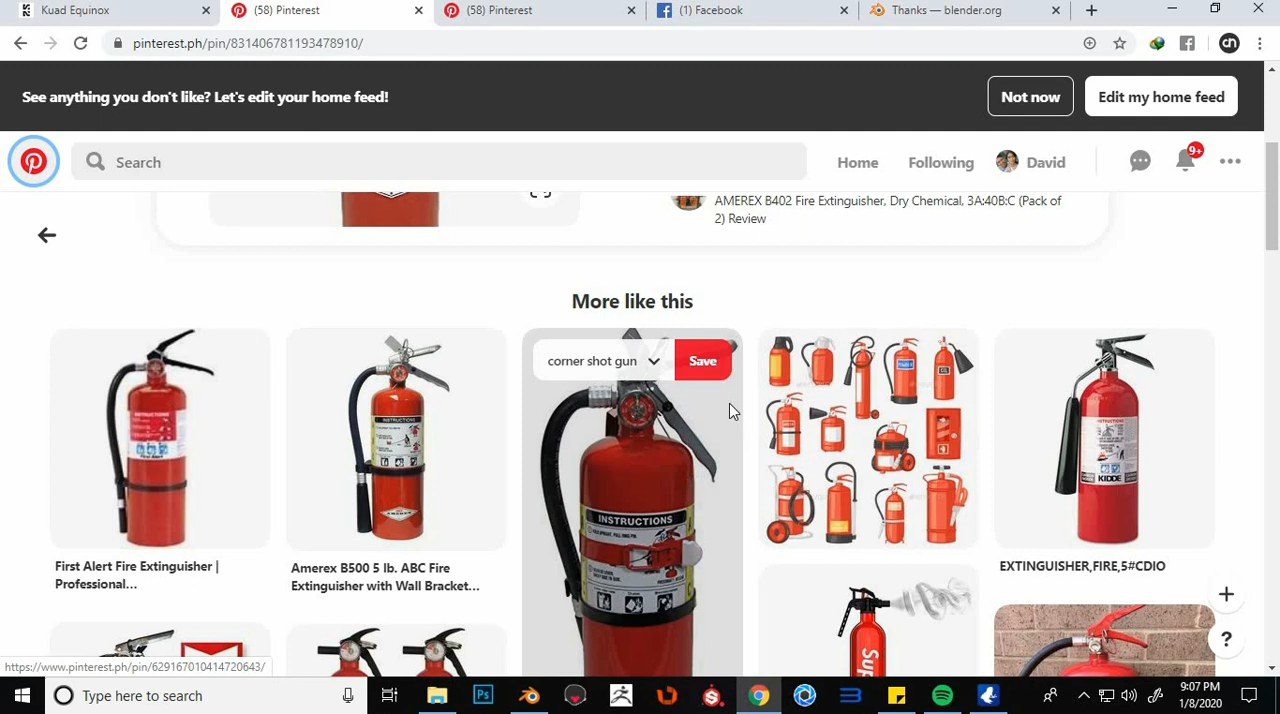 Kuad Equinox
(58) Pinterest
(58) Pinterest
(1) Facebook
Thanks — blender.org
pinterest.ph/pin/831406781193478910/
See anything you don't like? Let's edit your home feed!
Not now
Edit my home feed!
Search
Home
Following
David
9+
AMEREX B402 Fire Extinguisher, Dry Chemical, 3A:40B:C (Pack of
2) Review
More like this
corner shot gun
Save
INSTRUCTIONS
INSTRUCTIONS
INSTRUCTIONS
KIDDE
First Alert Fire Extinguisher |
Professional...
Amerex B500 5 lb. ABC Fire
Extinguisher with Wall Bracket...
EXTINGUISHER,FIRE,5#CDIO
https://www.pinterest.ph/pin/629167010414720643/
Type here to search
9:07 PM
1/8/2020